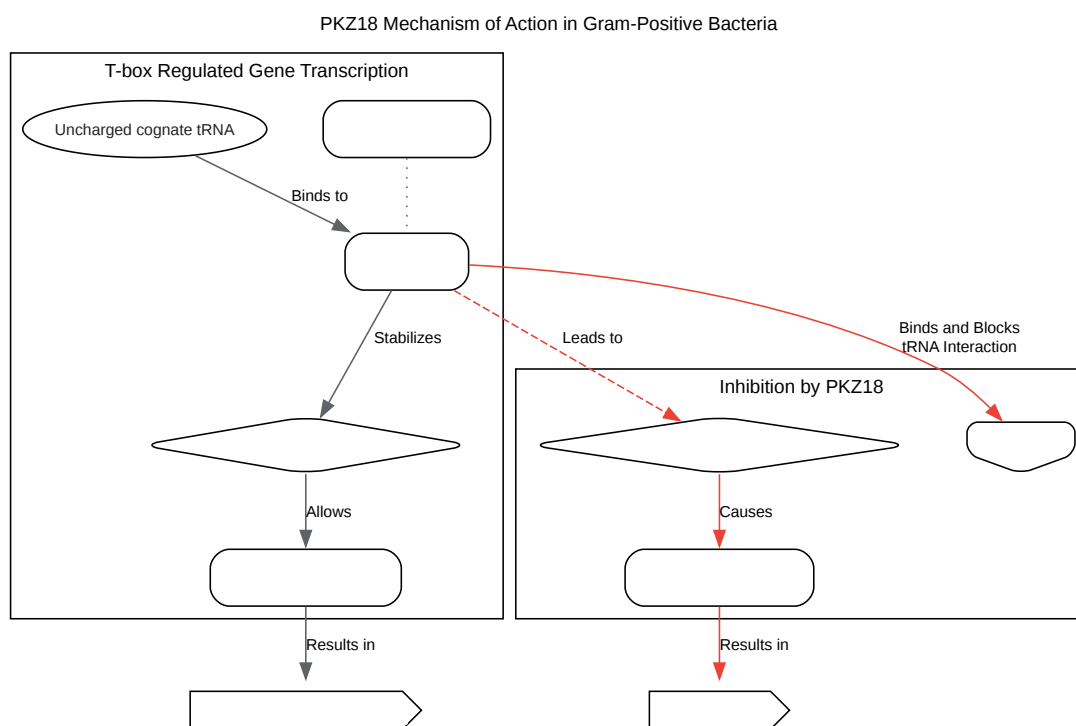 PKZ18 Mechanism of Action in Gram-Positive Bacteria
T-box Regulated Gene Transcription
Uncharged cognate tRNA
Binds to
Stabilizes
Leads to
Binds and Blocks
tRNA Interaction
Inhibition by PKZ18
Allows
Causes
Results in
Results in